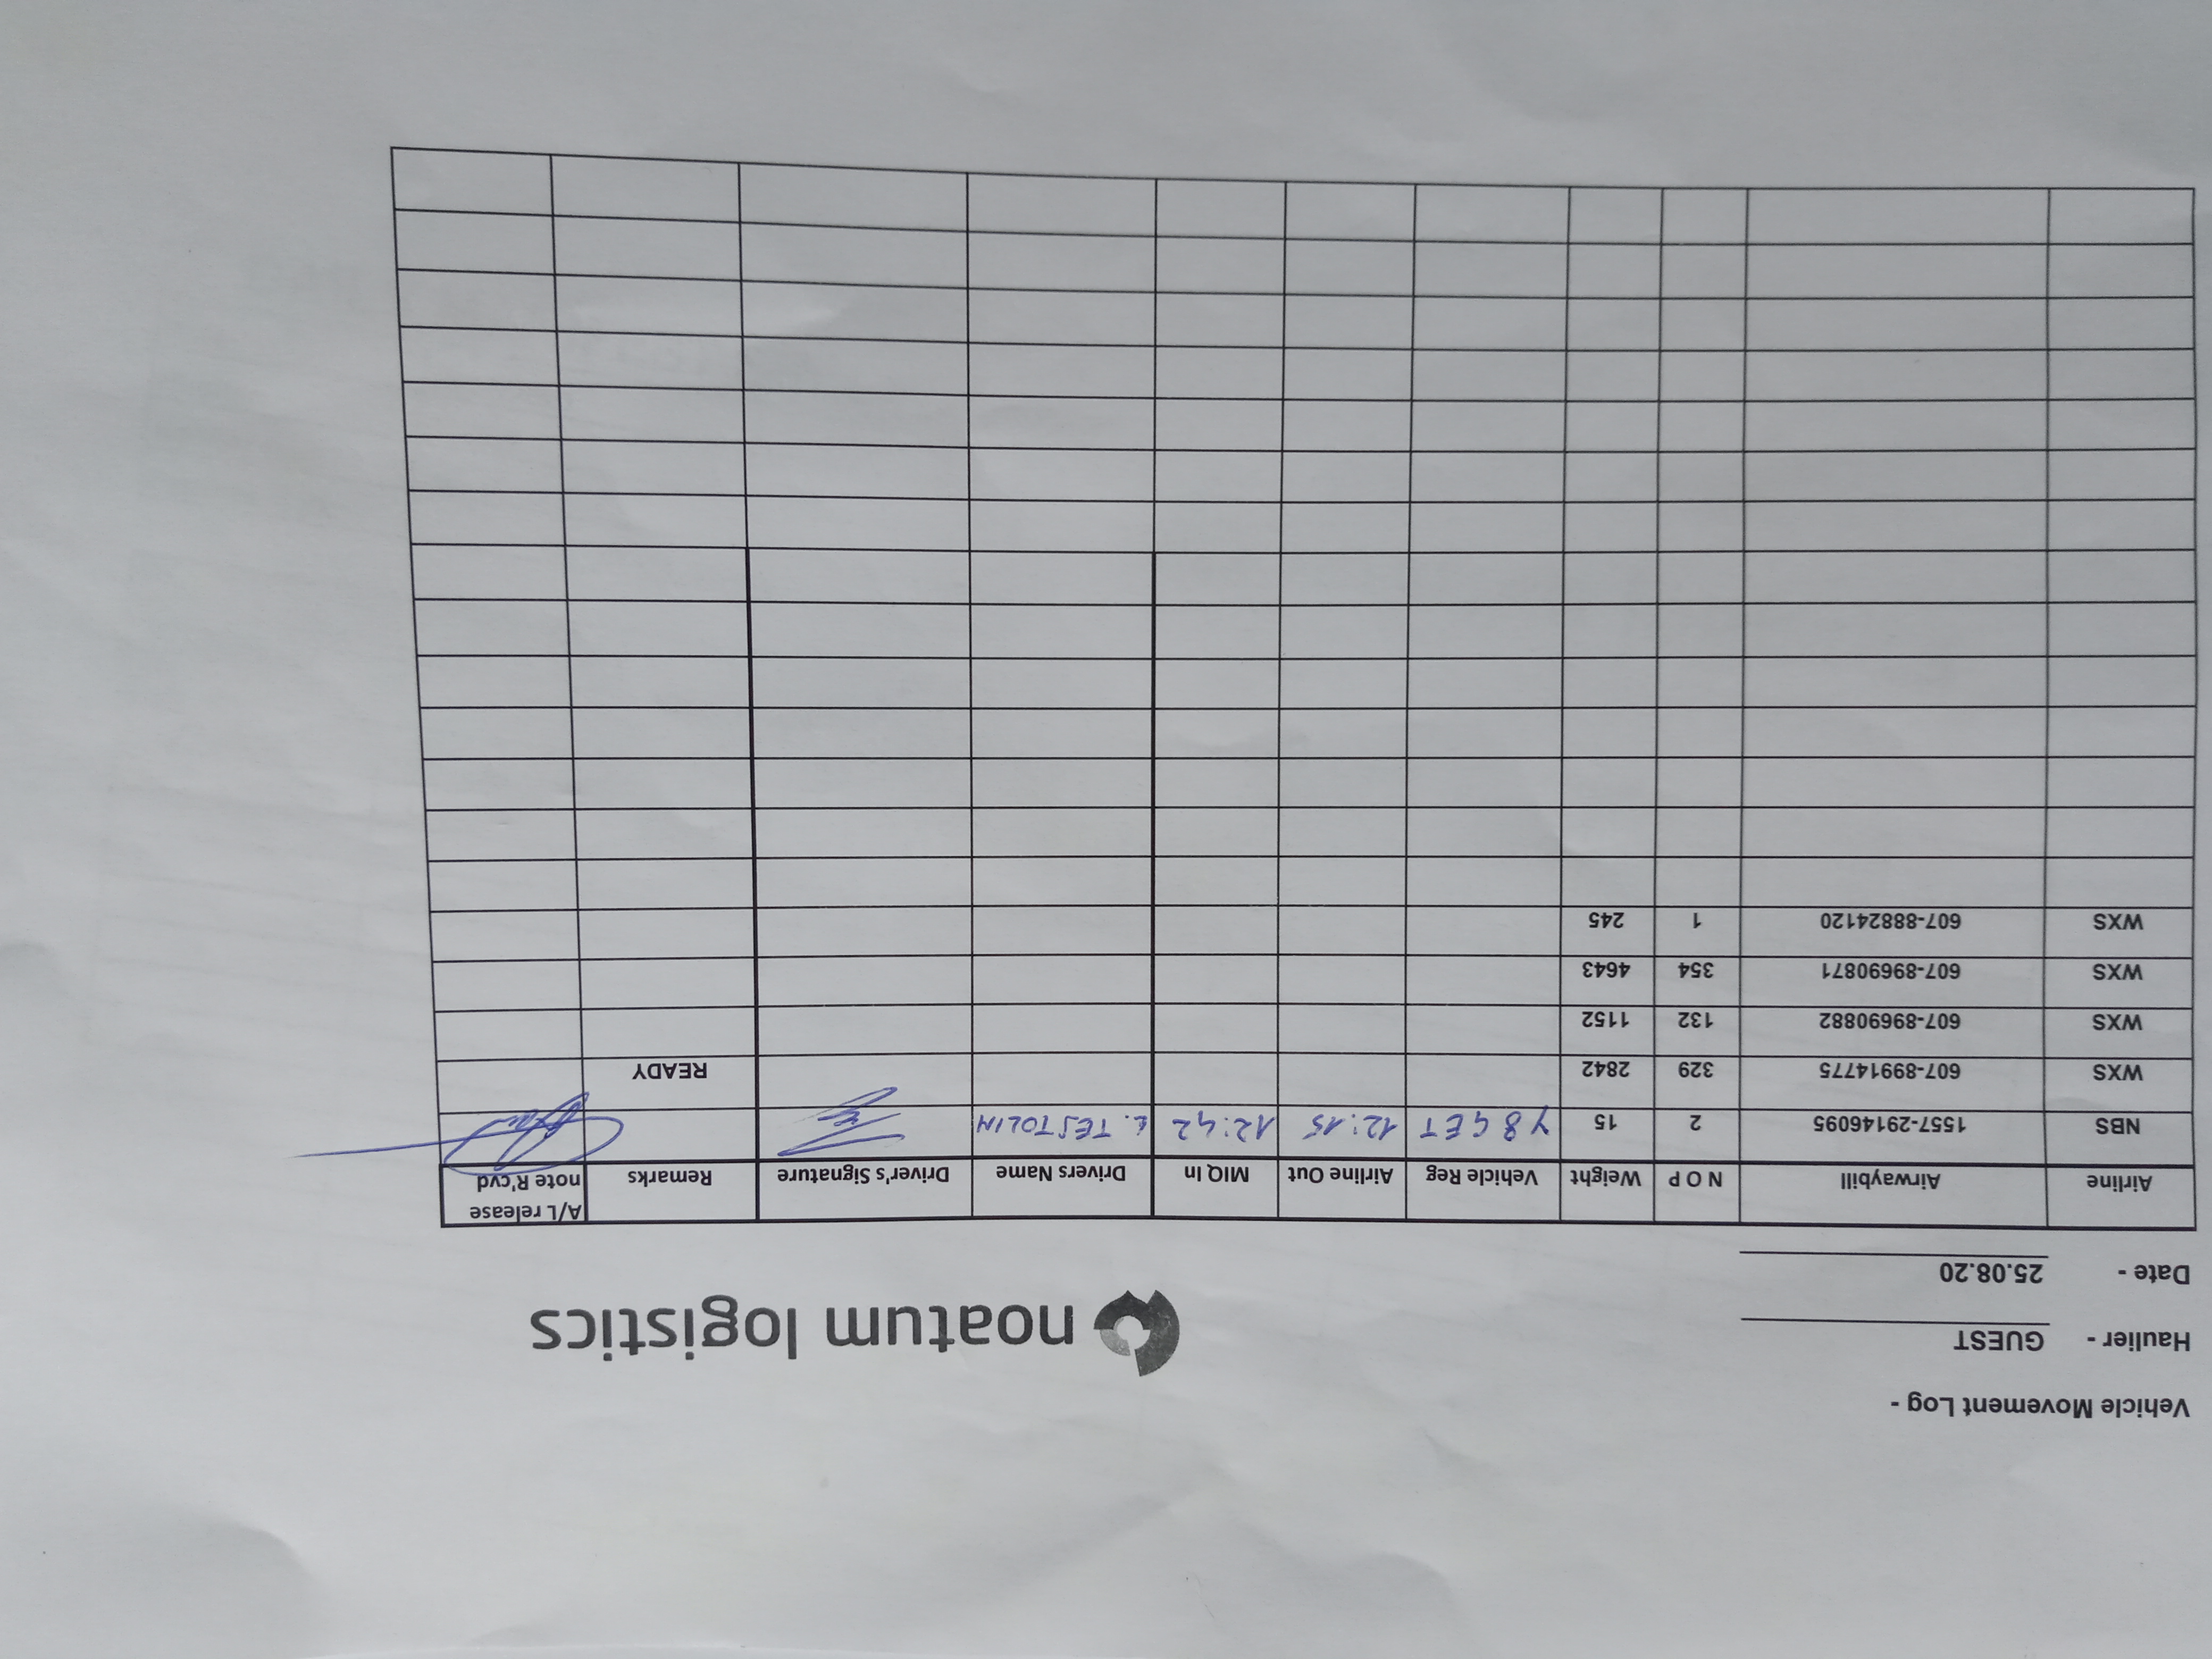 Vehicle Movement Log -
Haulier - GUEST
Date - 25.08.20
noatum logistics
Airline Airwaybill N O P Weight Vehicle Reg Airline Out MIQ In Drivers Name Driver's Signature Remarks A/L release note R'cvd
NBS 1557-29146095 2 15 Y8GET 12:15 12:42 L. TESTOLIN
WXS 607-89914775 329 2842 READY
WXS 607-89690882 132 1152
WXS 607-89690871 354 4643
WXS 607-88824120 1 245